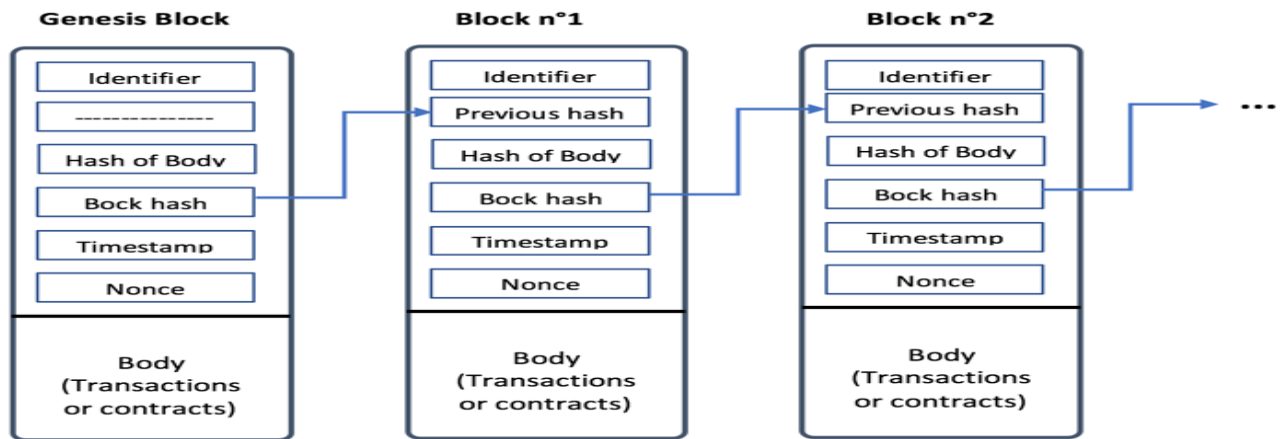 Genesis Block
Identifier
---------------
Hash of Body
Bock hash
Timestamp
Nonce
Body
(Transactions
or contracts)
Block n°1
Identifier
Previous hash
Hash of Body
Bock hash
Timestamp
Nonce
Body
(Transactions
or contracts)
Block n°2
Identifier
Previous hash
Hash of Body
Bock hash
Timestamp
Nonce
Body
(Transactions
or contracts)
...